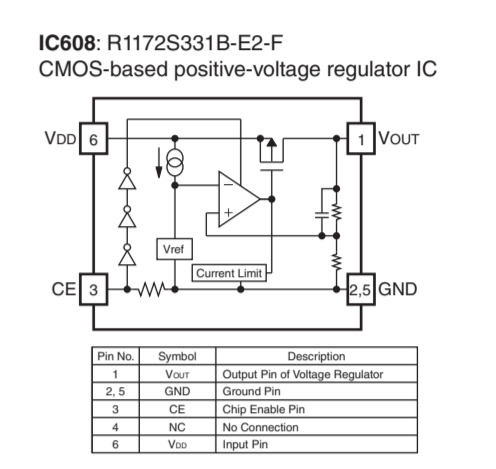 IC608: R1172S331B-E2-F
CMOS-based positive-voltage regulator IC
VDD 6 1 VOUT
− 
+
Vref
Current Limit
CE 3 2,5 GND
Pin No. Symbol Description
1 VOUT Output Pin of Voltage Regulator
2, 5 GND Ground Pin
3 CE Chip Enable Pin
4 NC No Connection
6 VDD Input Pin